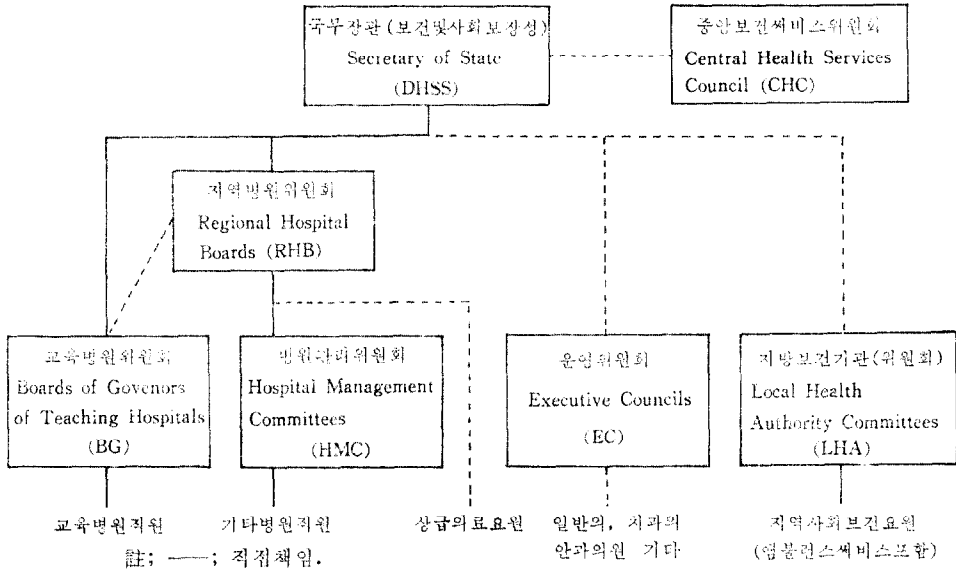 국무장관(보건및사회보장성)
Secretary of State
(DHSS)
중앙보건써비스위원회
Central Health Services
Council (CHC)
지역병원위원회
Regional Hospital
Boards (RHB)
교육병원위원회
Boards of Govenors
of Teaching Hospitals
(BG)
병원관리위원회
Hospital Management
Committees
(HMC)
운영위원회
Executive Councils
(EC)
지방보건기관(위원회)
Local Health
Authority Committees
(LHA)
교육병원직원
기타병원직원
상급의료요원
일반의, 치과의
안과의원 기다
지역사회보건요원
(앰불런스써비스포함)
註; ——; 직접책임.